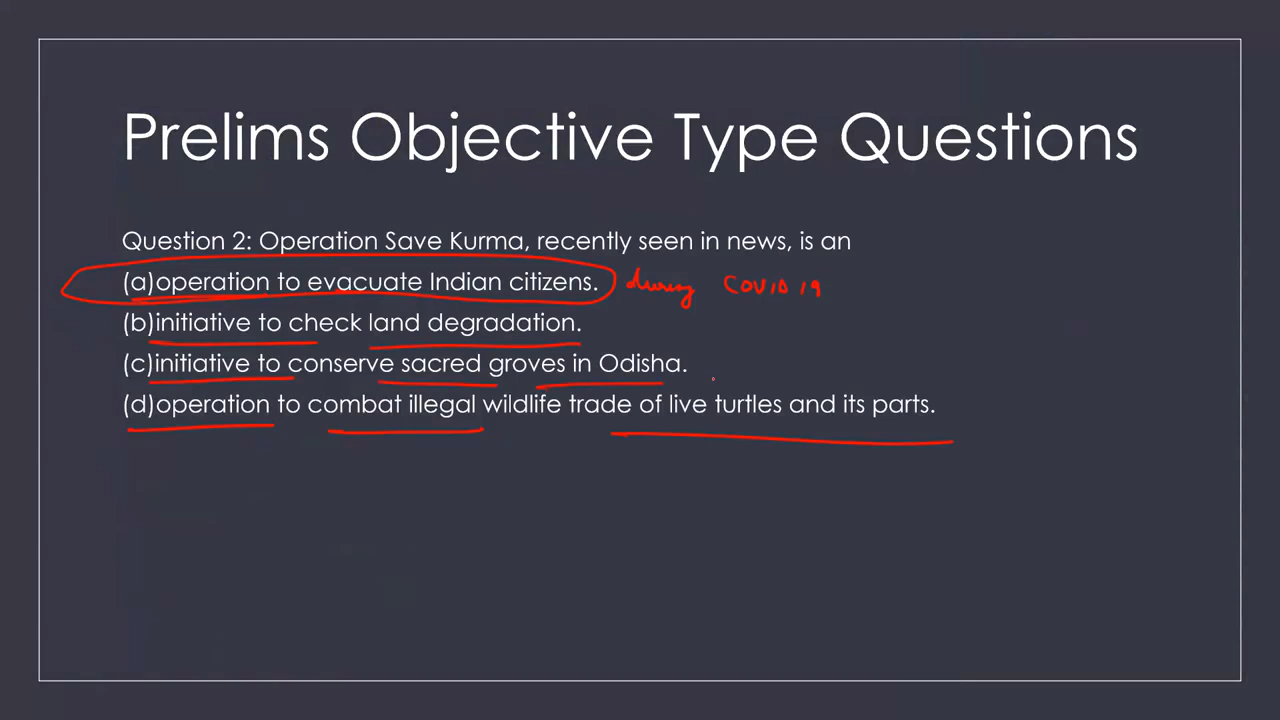 Prelims Objective Type Questions
Question 2: Operation Save Kurma, recently seen in news, is an
(a)operation to evacuate Indian citizens. during COVID 19
(b)initiative to check land degradation.
(c)initiative to conserve sacred groves in Odisha.
(d)operation to combat illegal wildlife trade of live turtles and its parts.